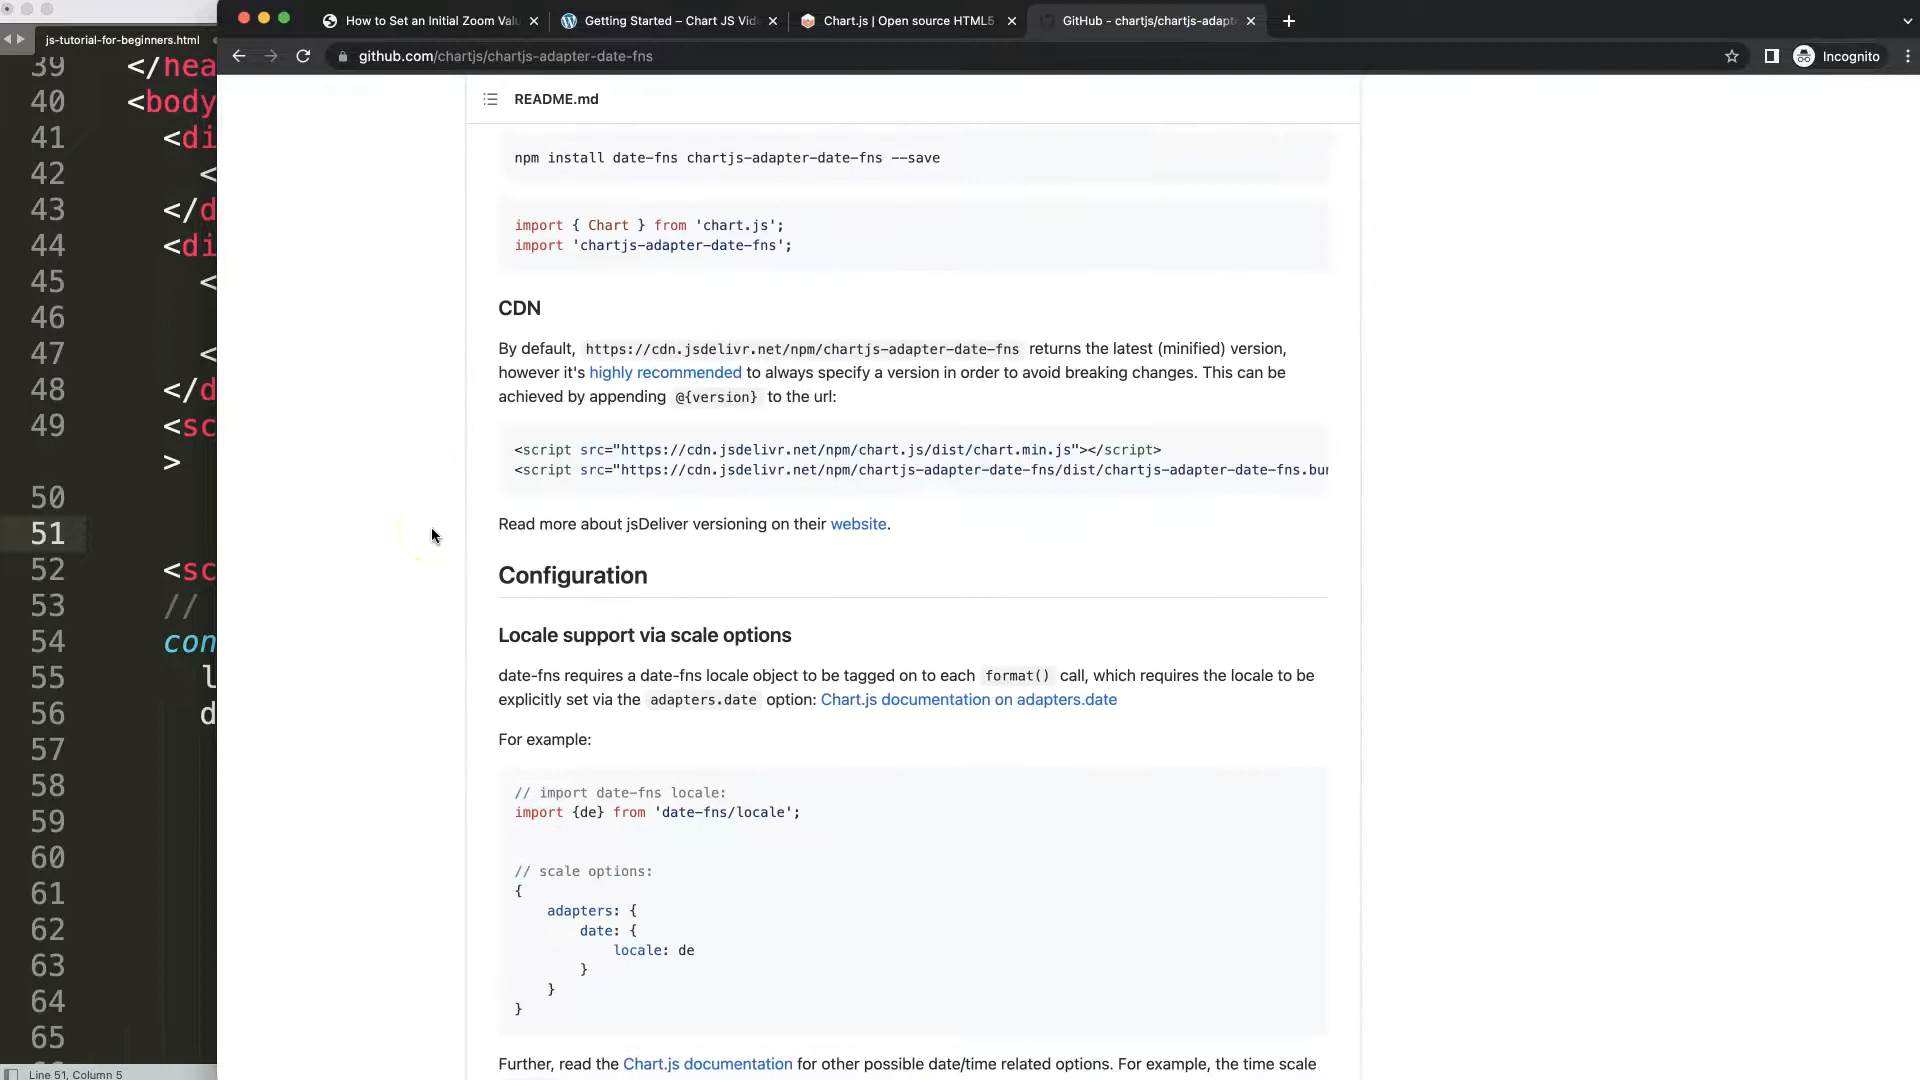 How to Set an Initial Zoom Valu
Getting Started – Chart JS Vid
Chart.js | Open source HTML5
GitHub - chartjs/chartjs-adapt
js-tutorial-for-beginners.html
github.com/chartjs/chartjs-adapter-date-fns
Incognito
39 </hea
40 <body
41 <di
42 <
43 </d
44 <di
45 <
46
47 <
48 </d
49 <sc
>
50
51
52 <sc
53 //
54 con
55 l
56 d
57
58
59
60
61
62
63
64
65
Line 51, Column 5
README.md
npm install date-fns chartjs-adapter-date-fns --save
import { Chart } from 'chart.js';
import 'chartjs-adapter-date-fns';
CDN
By default, https://cdn.jsdelivr.net/npm/chartjs-adapter-date-fns returns the latest (minified) version,
however it's highly recommended to always specify a version in order to avoid breaking changes. This can be
achieved by appending @{version} to the url:
<script src="https://cdn.jsdelivr.net/npm/chart.js/dist/chart.min.js"></script>
<script src="https://cdn.jsdelivr.net/npm/chartjs-adapter-date-fns/dist/chartjs-adapter-date-fns.bun
Read more about jsDeliver versioning on their website.
Configuration
Locale support via scale options
date-fns requires a date-fns locale object to be tagged on to each format() call, which requires the locale to be
explicitly set via the adapters.date option: Chart.js documentation on adapters.date
For example:
// import date-fns locale:
import {de} from 'date-fns/locale';
// scale options:
{
adapters: {
date: {
locale: de
}
}
}
Further, read the Chart.js documentation for other possible date/time related options. For example, the time scale